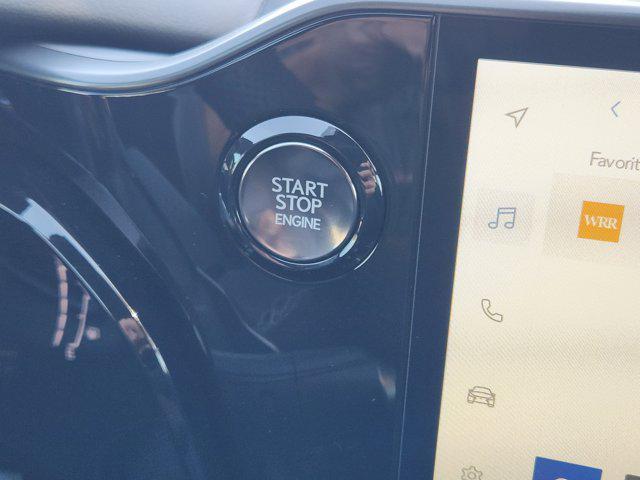 START
STOP
ENGINE
Favorit
WRR